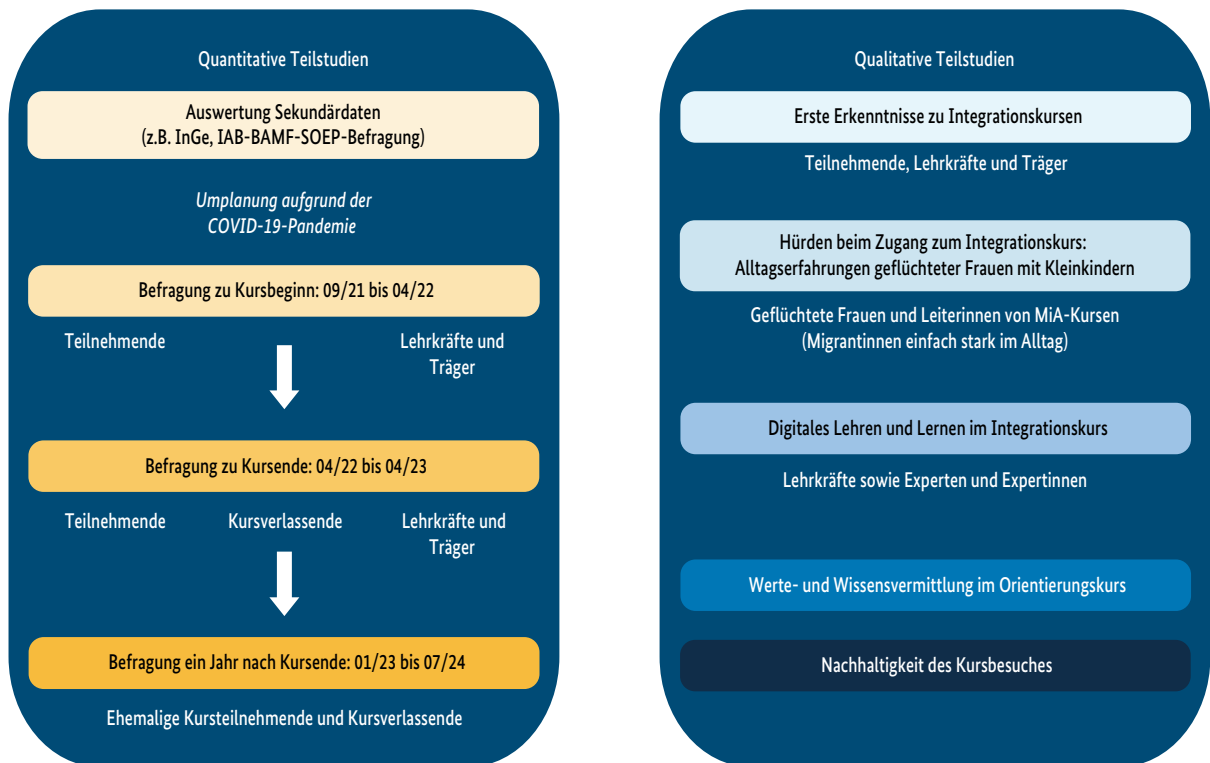 Quantitative Teilstudien
Auswertung Sekundärdaten
(z.B. InGe, IAB-BAMF-SOEP-Befragung)
Umplanung aufgrund der
COVID-19-Pandemie
Befragung zu Kursbeginn: 09/21 bis 04/22
Teilnehmende
Lehrkräfte und
Träger
Befragung zu Kursende: 04/22 bis 04/23
Teilnehmende
Kursverlassende
Lehrkräfte und
Träger
Befragung ein Jahr nach Kursende: 01/23 bis 07/24
Ehemalige Kursteilnehmende und Kursverlassende
Qualitative Teilstudien
Erste Erkenntnisse zu Integrationskursen
Teilnehmende, Lehrkräfte und Träger
Hürden beim Zugang zum Integrationskurs:
Alltagserfahrungen geflüchteter Frauen mit Kleinkindern
Geflüchtete Frauen und Leiterinnen von MiA-Kursen
(Migrantinnen einfach stark im Alltag)
Digitales Lehren und Lernen im Integrationskurs
Lehrkräfte sowie Experten und Expertinnen
Werte- und Wissensvermittlung im Orientierungskurs
Nachhaltigkeit des Kursbesuches